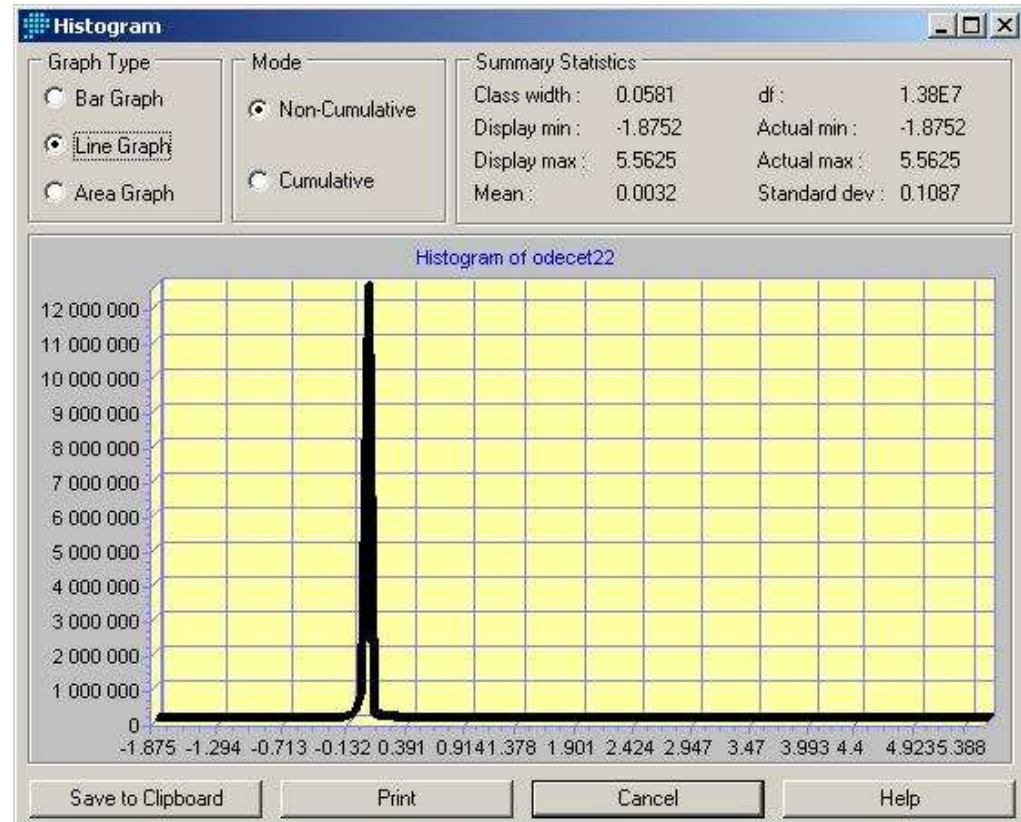 Histogram
Graph Type
Bar Graph
Line Graph
Area Graph
Mode
Non-Cumulative
Cumulative
Summary Statistics
Class width : 0.0581 df : 1.38E7
Display min : -1.8752 Actual min : -1.8752
Display max : 5.5625 Actual max : 5.5625
Mean : 0.0032 Standard dev : 0.1087
Histogram of odecet22
12 000 000
11 000 000
10 000 000
9 000 000
8 000 000
7 000 000
6 000 000
5 000 000
4 000 000
3 000 000
2 000 000
1 000 000
0
-1.875 -1.294 -0.713 -0.132 0.391 0.914 1.378 1.901 2.424 2.947 3.47 3.993 4.4 4.923 5.388
Save to Clipboard Print Cancel Help